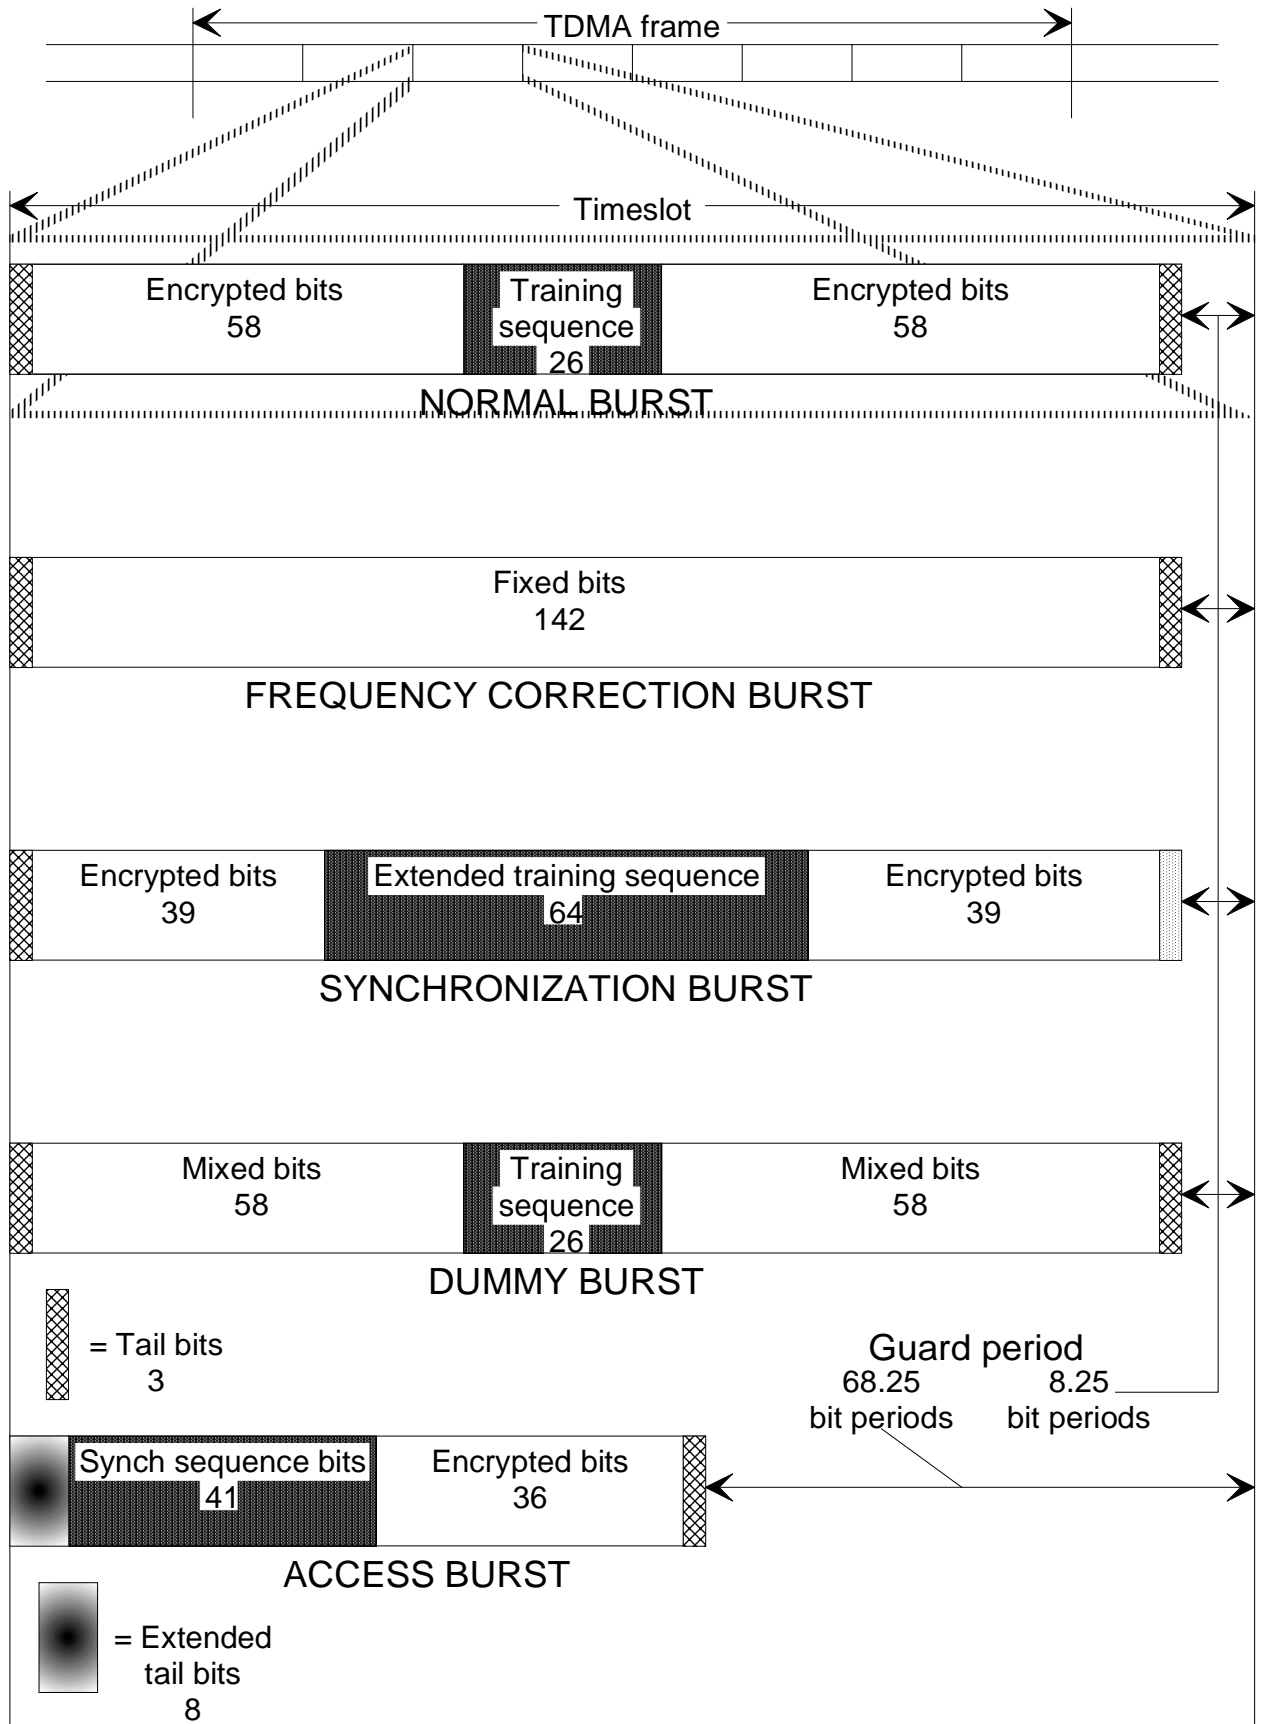 TDMA frame
Timeslot
Encrypted bits
58
Training
sequence
26
Encrypted bits
58
NORMAL BURST
Fixed bits
142
FREQUENCY CORRECTION BURST
Encrypted bits
39
Extended training sequence
64
Encrypted bits
39
SYNCHRONIZATION BURST
Mixed bits
58
Training
sequence
26
Mixed bits
58
DUMMY BURST
= Tail bits
3
Guard period
68.25
bit periods
8.25
bit periods
Synch sequence bits
41
Encrypted bits
36
ACCESS BURST
= Extended
tail bits
8